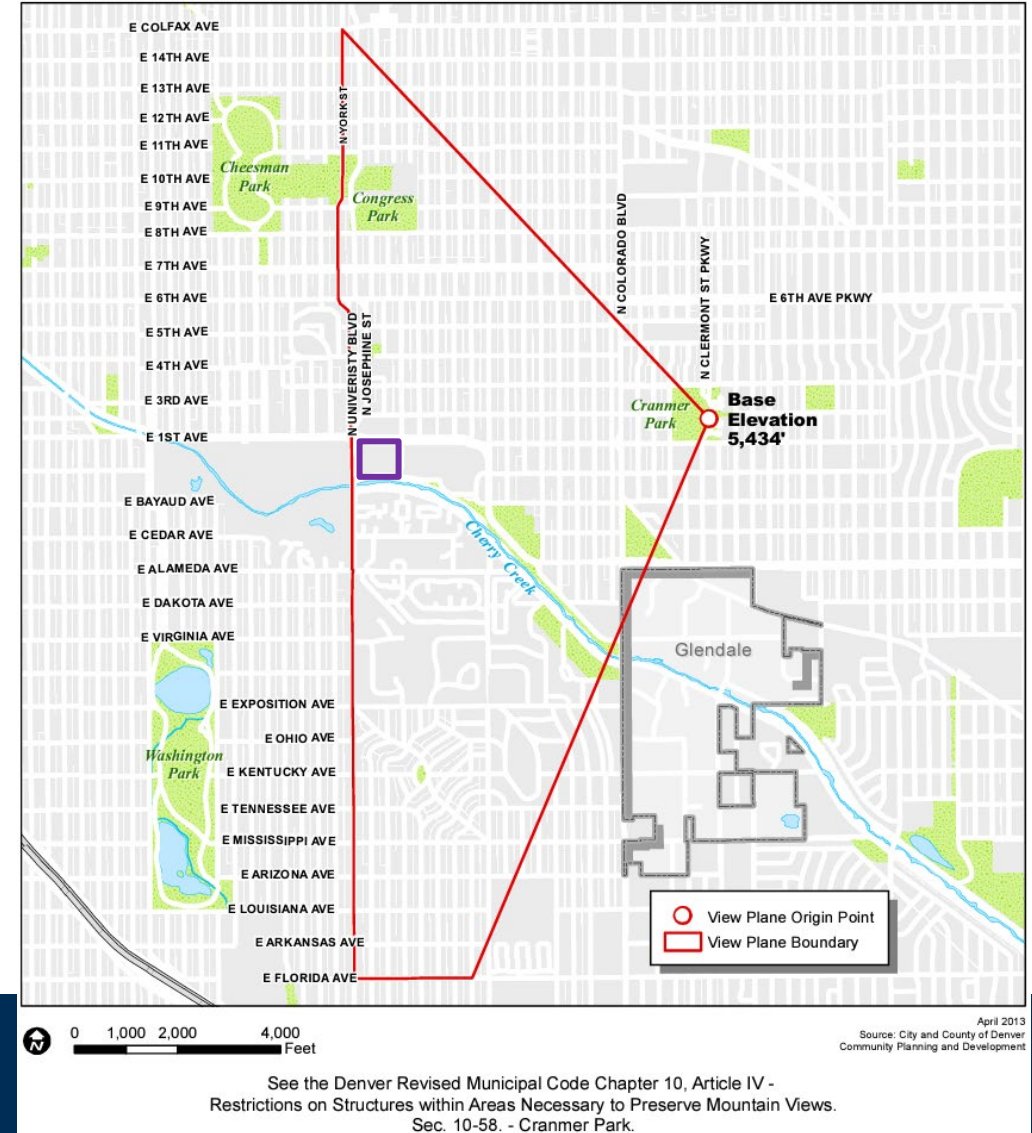 E COLFAX AVE
E 14TH AVE
E 13TH AVE
E 12TH AVE
E 11TH AVE
E 10TH AVE
E 9TH AVE
E 8TH AVE
E 7TH AVE
E 6TH AVE
E 5TH AVE
E 4TH AVE
E 3RD AVE
E 1ST AVE
E BAYAUD AVE
E CEDAR AVE
E ALAMEDA AVE
E DAKOTA AVE
E VIRGINIA AVE
E EXPOSITION AVE
E OHIO AVE
E KENTUCKY AVE
E TENNESSEE AVE
E MISSISSIPPI AVE
E ARIZONA AVE
E LOUISIANA AVE
E ARKANSAS AVE
E FLORIDA AVE
N YORK ST
N UNIVERISTY BLVD
N JOSEPHINE ST
N COLORADO BLVD
N CLERMONT ST PKWY
E 6TH AVE PKWY
Cheesman
Park
Congress
Park
Cranmer
Park
Base
Elevation
5,434'
Cherry Creek
Glendale
Washington
Park
View Plane Origin Point
View Plane Boundary
N
0 1,000 2,000 4,000
Feet
April 2013
Source: City and County of Denver
Community Planning and Development
See the Denver Revised Municipal Code Chapter 10, Article IV -
Restrictions on Structures within Areas Necessary to Preserve Mountain Views.
Sec. 10-58. - Cranmer Park.